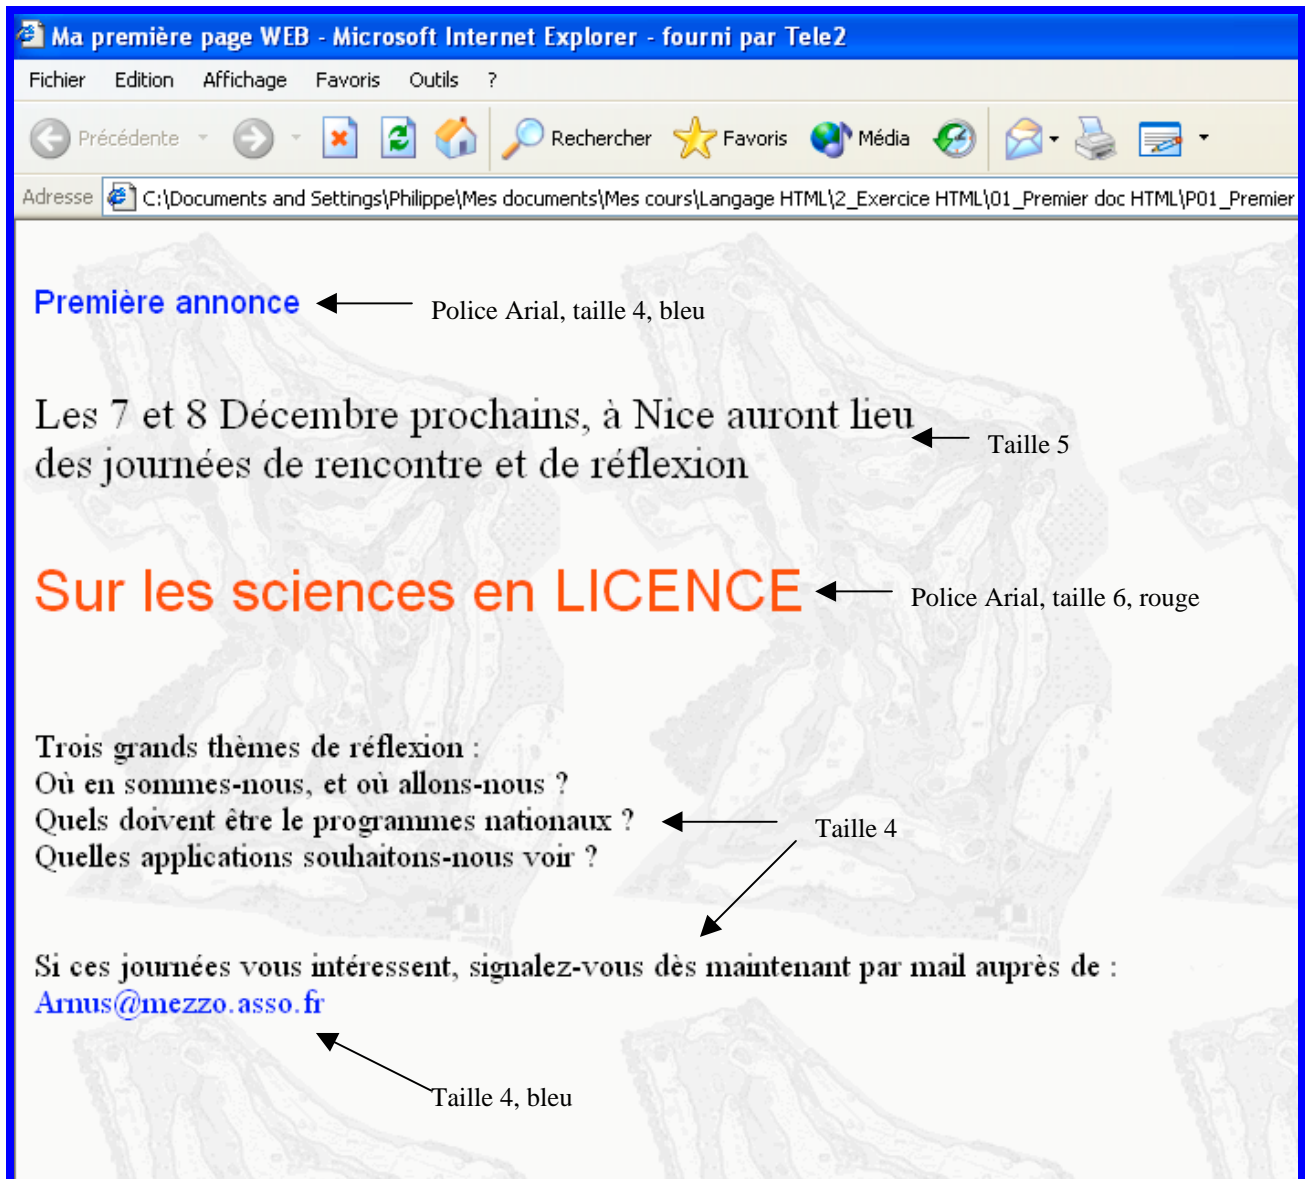 Ma première page WEB - Microsoft Internet Explorer - fourni par Tele2
Fichier Edition Affichage Favoris Outils ?
Précédente Rechercher Favoris Média
Adresse C:\Documents and Settings\Philippe\Mes documents\Mes cours\Langage HTML\2_Exercice HTML\01_Premier doc HTML\P01_Premier
Première annonce
Police Arial, taille 4, bleu
Les 7 et 8 Décembre prochains, à Nice auront lieu
des journées de rencontre et de réflexion
Taille 5
Sur les sciences en LICENCE
Police Arial, taille 6, rouge
Trois grands thèmes de réflexion :
Où en sommes-nous, et où allons-nous ?
Quels doivent être le programmes nationaux ?
Taille 4
Quelles applications souhaitons-nous voir ?
Si ces journées vous intéressent, signalez-vous dès maintenant par mail auprès de :
Arnus@mezzo.asso.fr
Taille 4, bleu